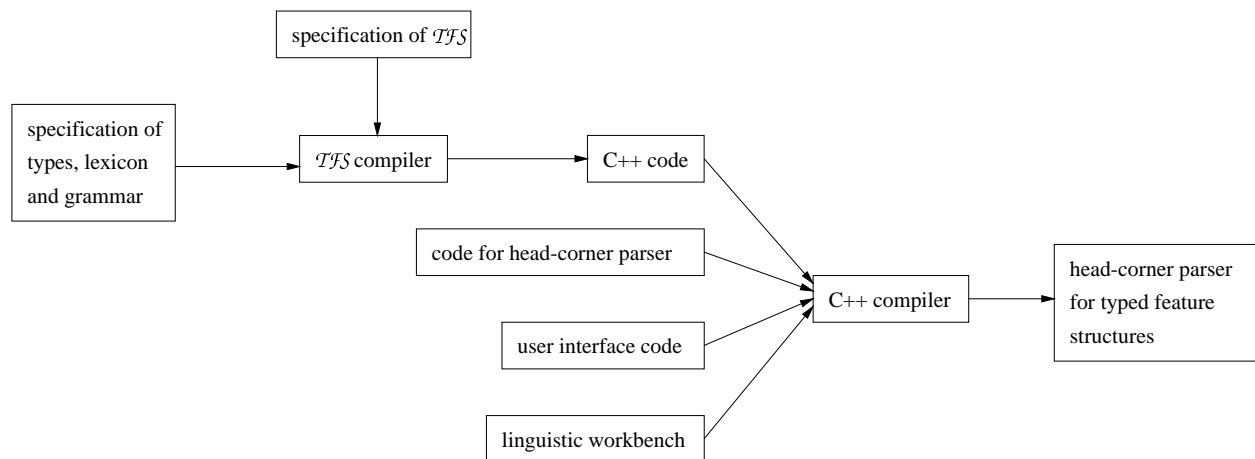 specification of TFS
specification of
types, lexicon
and grammar
TFS compiler
C++ code
code for head-corner parser
user interface code
linguistic workbench
C++ compiler
head-corner parser
for typed feature
structures